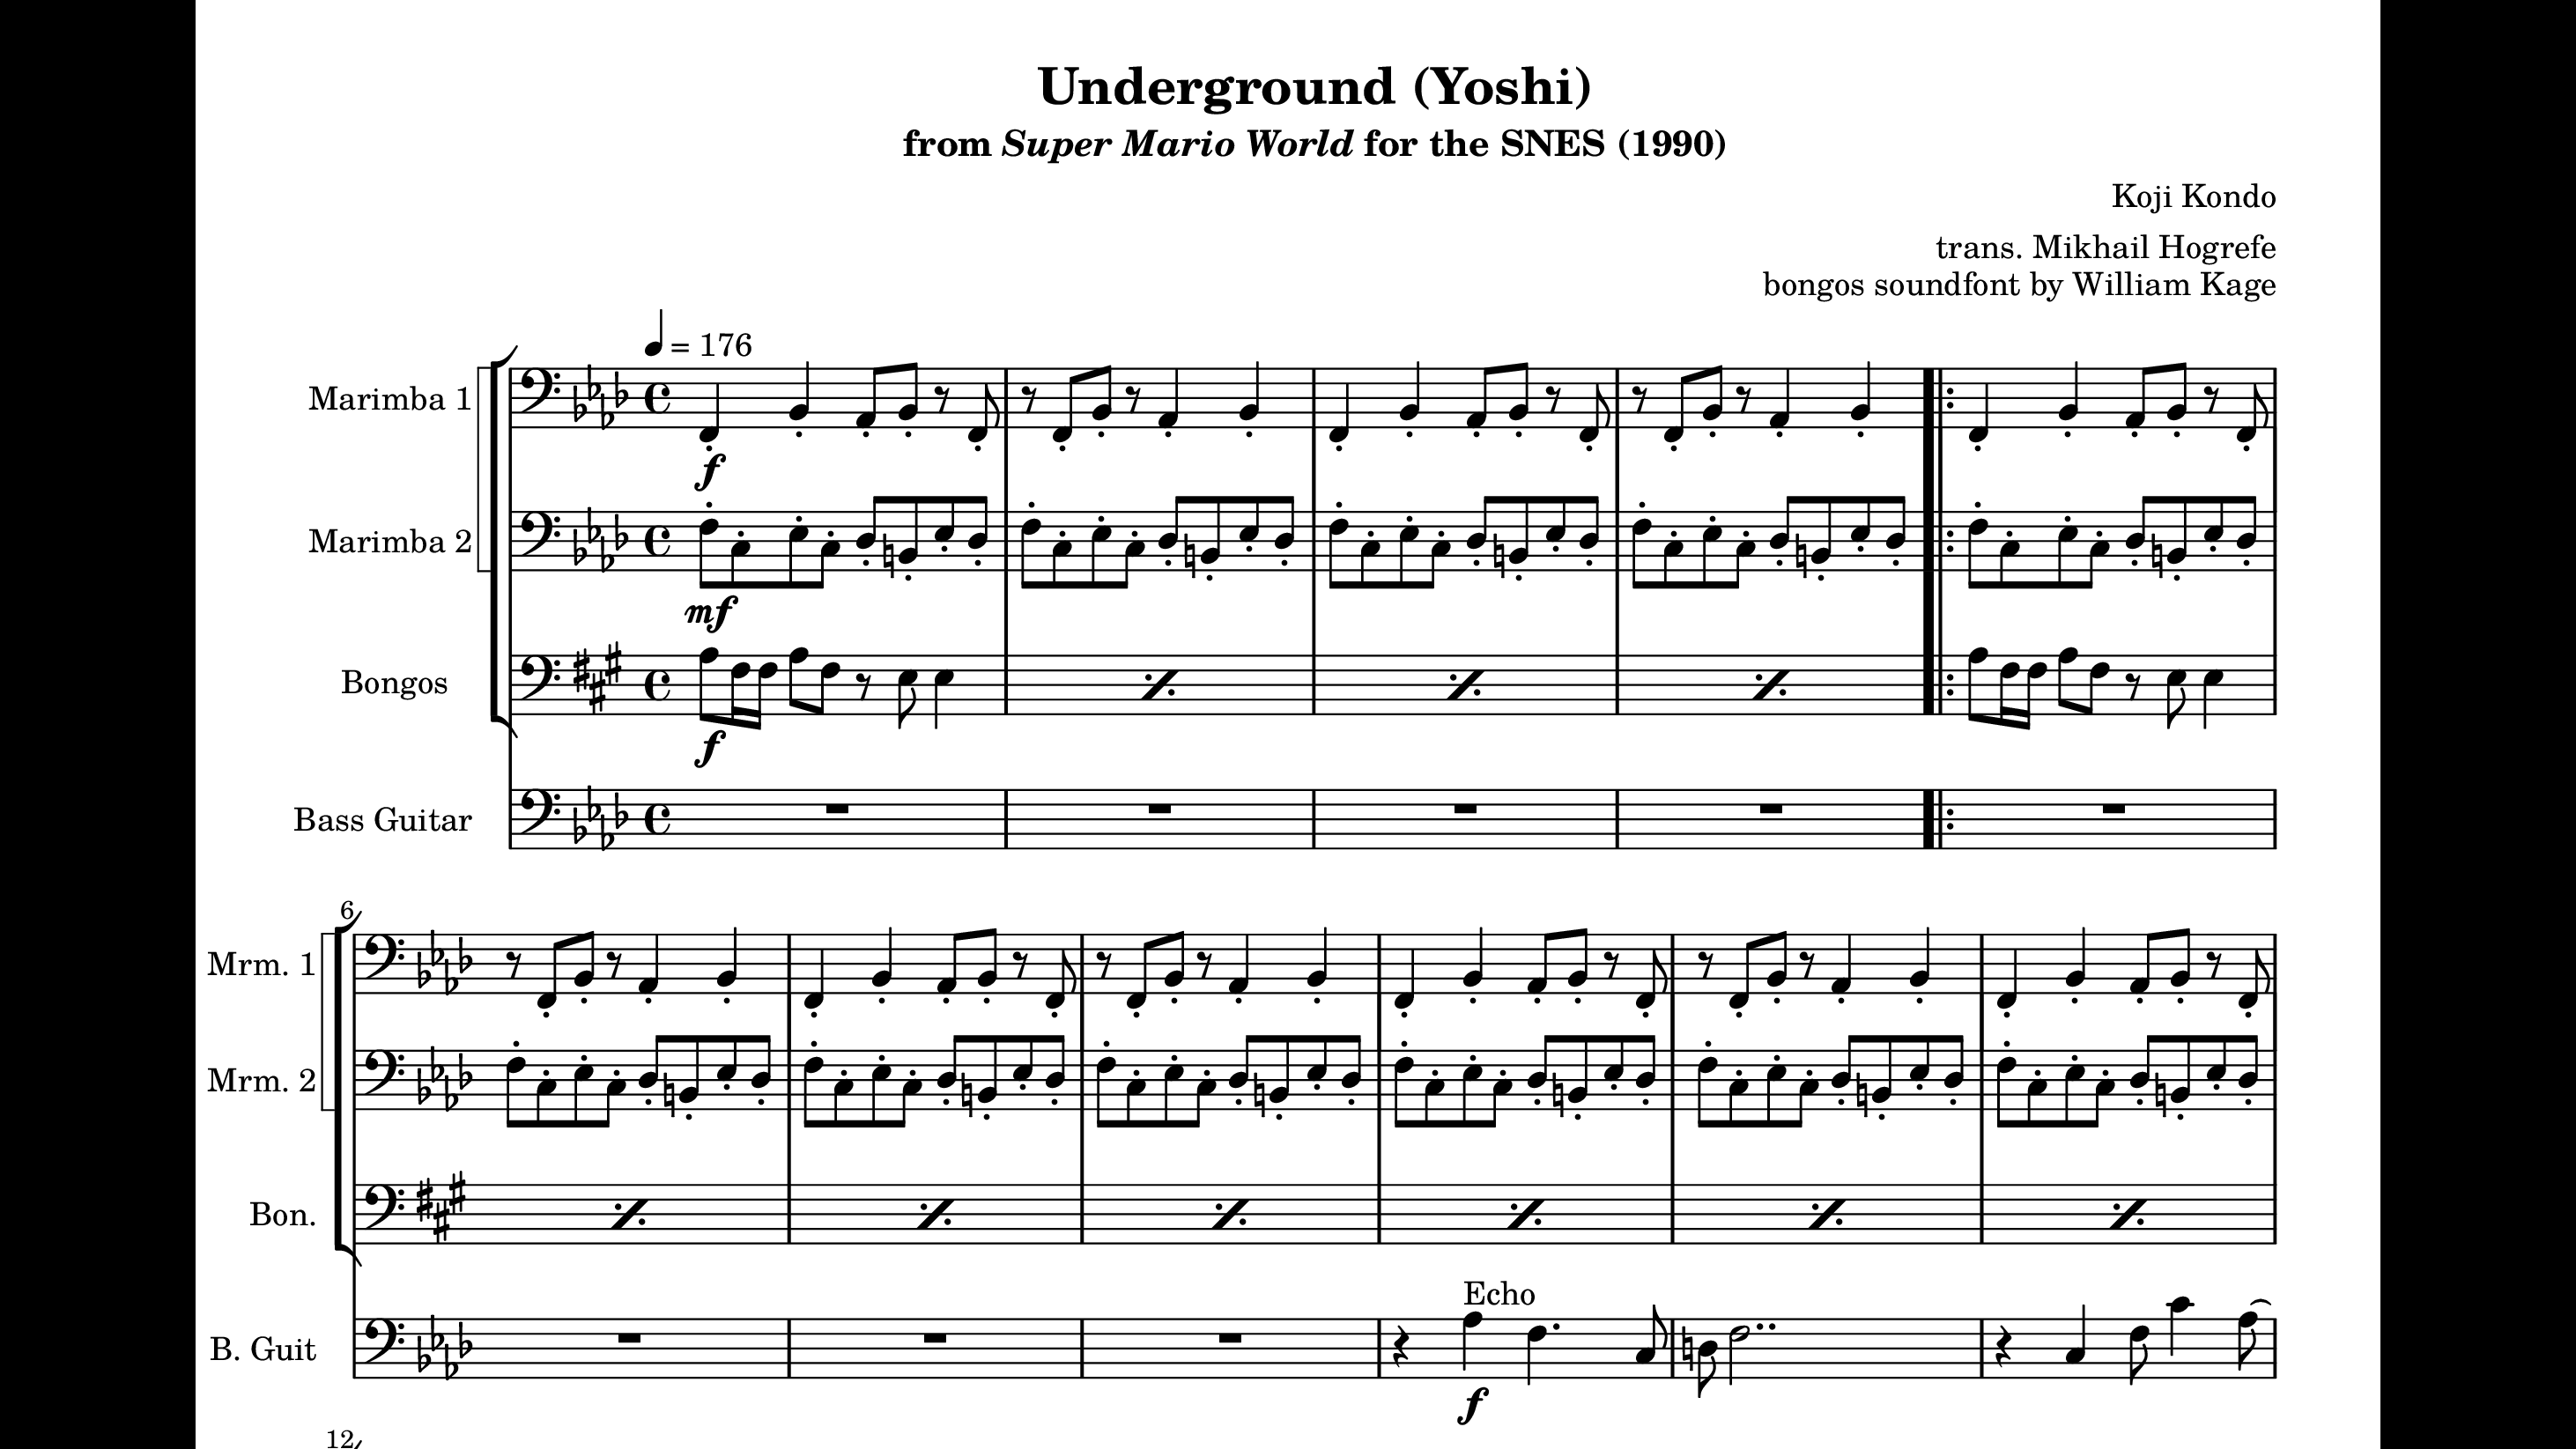 Underground (Yoshi)
from Super Mario World for the SNES (1990)
Koji Kondo
trans. Mikhail Hogrefe
bongos soundfont by William Kage
= 176
Marimba 1
f
Marimba 2
mf
Bongos
f
Bass Guitar
6
Mrm. 1
Mrm. 2
Bon.
Echo
B. Guit
f
12